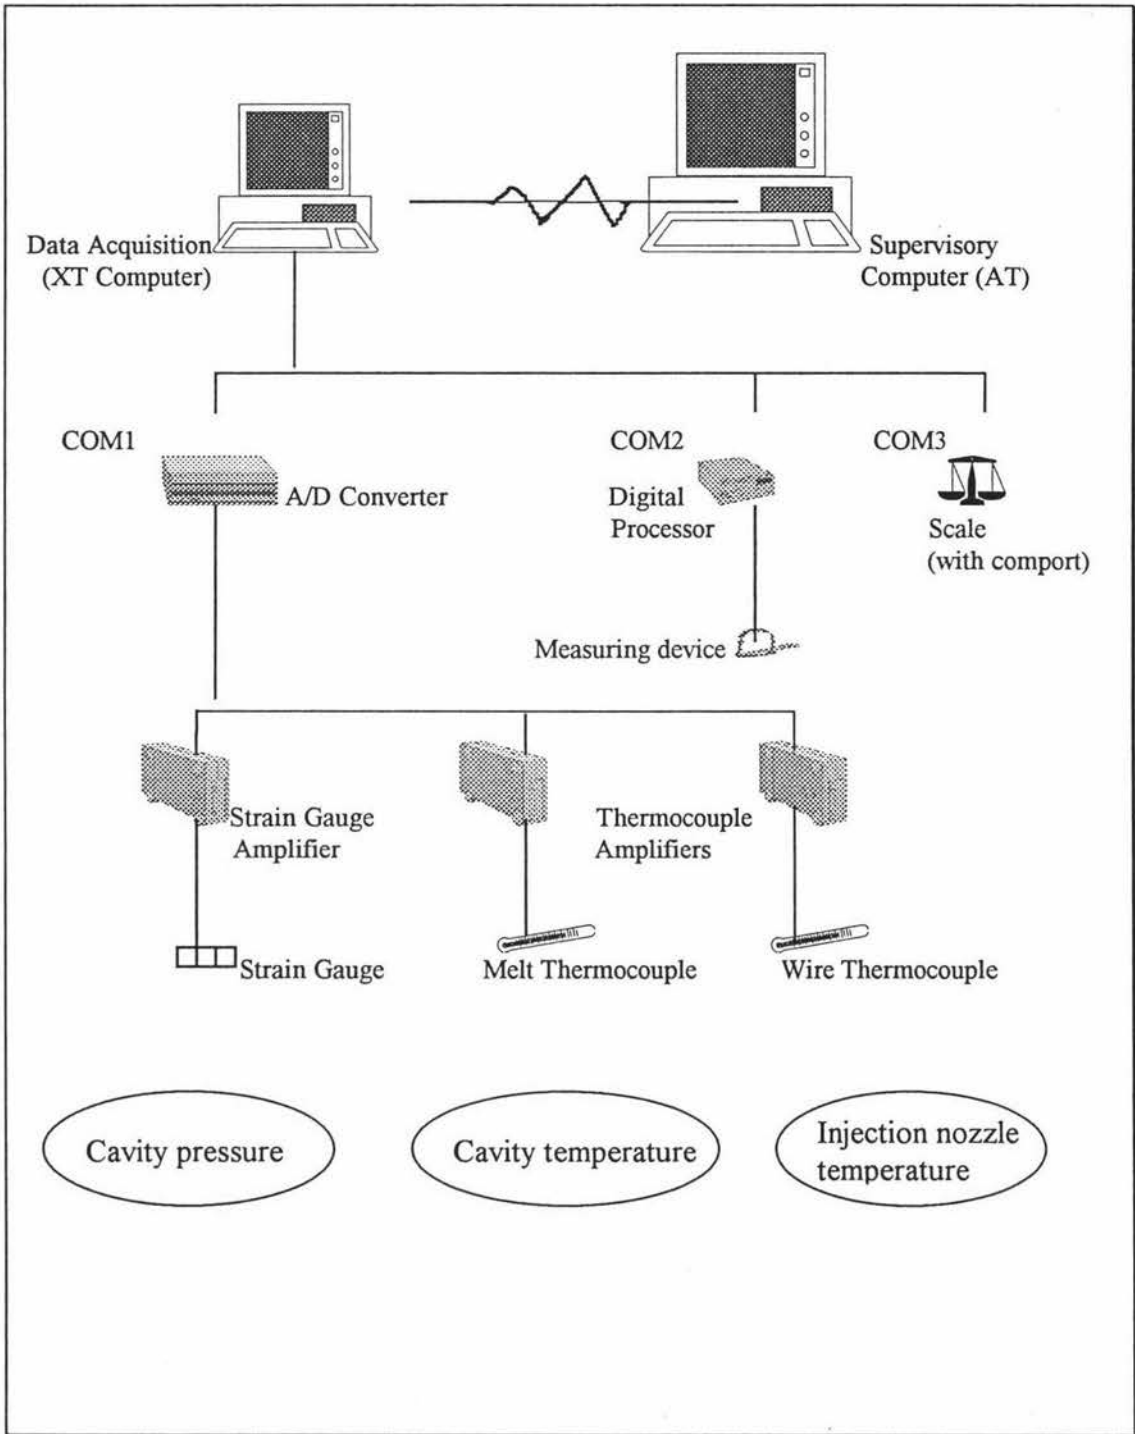 Data Acquisition
(XT Computer)
Supervisory
Computer (AT)
COM1
COM2
COM3
A/D Converter
Digital
Processor
Scale
(with comport)
Measuring device
Strain Gauge
Amplifier
Thermocouple
Amplifiers
Strain Gauge
Melt Thermocouple
Wire Thermocouple
Cavity pressure
Cavity temperature
Injection nozzle
temperature